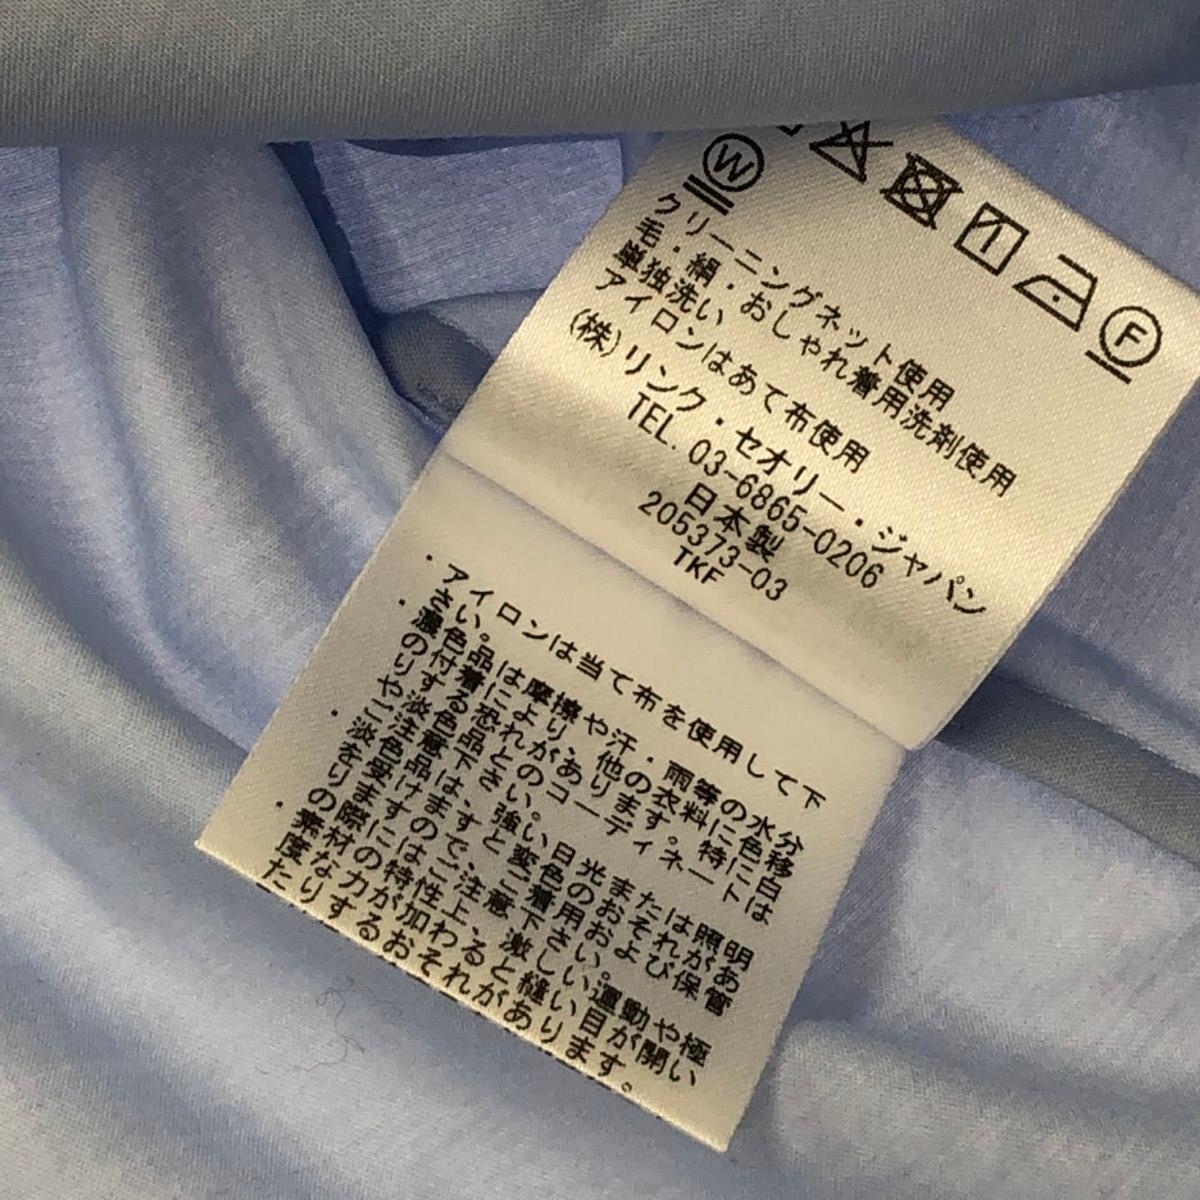 W
F
クリーニングネット使用
毛・絹・おしゃれ着用洗剤使用
単独洗い
アイロンはあて布使用
(株)リンク・セオリー・ジャパン
TEL. 03-6865-0206
日本製
205373-03
TKF
・アイロンは当て布を使用して下
さい。
・濃色品は摩擦や汗・雨等の水分
の付着により、他の衣料に色移
りする恐れがあります。特に白
や淡色品とのコーディネートは
ご注意下さい。
・淡色品は、強い日光または照明
を受けますと変色のおそれがあ
りますので、ご着用および保管
の際にはご注意下さい。
・素材の特性上、激しい運動や極
度な力が加わると縫い目が開い
たりするおそれがあります。